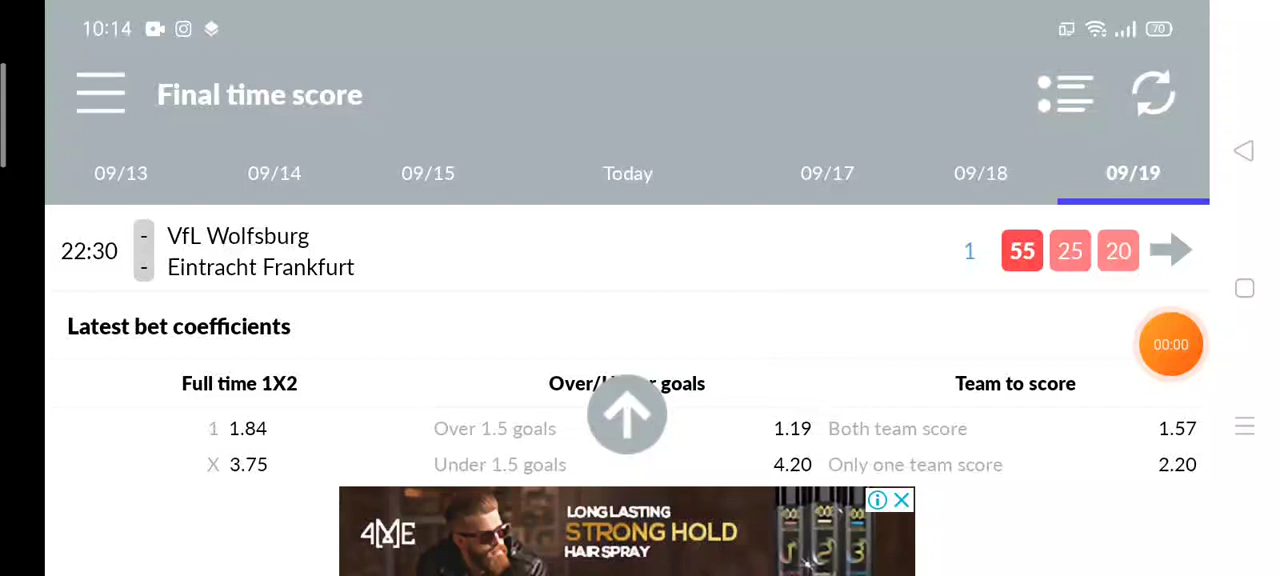 10:14
70
Final time score
09/13 09/14 09/15 Today 09/17 09/18 09/19
22:30 - VfL Wolfsburg 1 55 25 20
- Eintracht Frankfurt
Latest bet coefficients
00:00
Full time 1X2 Over/ goals Team to score
1 1.84 Over 1.5 goals 1.19 Both team score 1.57
X 3.75 Under 1.5 goals 4.20 Only one team score 2.20
LONG LASTING
4ME STRONG HOLD
HAIR SPRAY
1 2 3